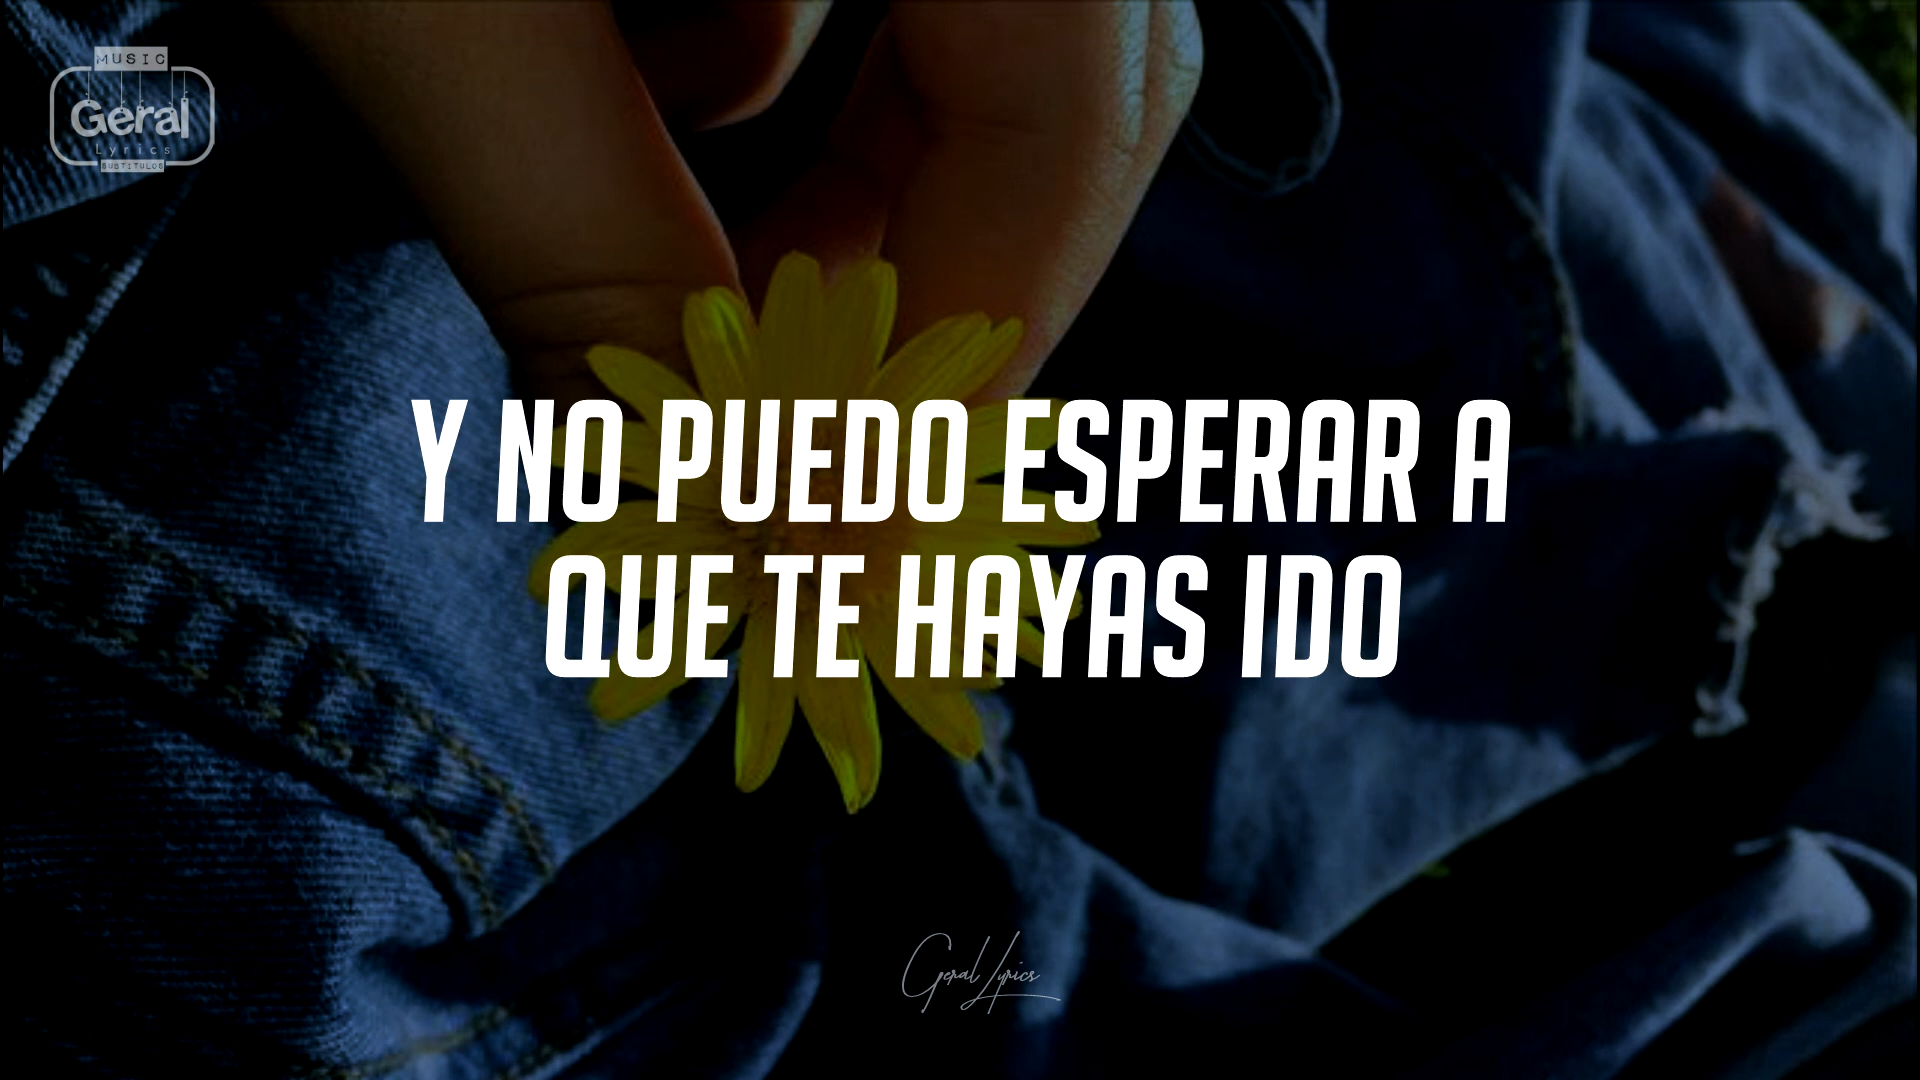 MUSIC
Geral
Lyrics
SUBTITULOS
Y NO PUEDO ESPERAR A
QUE TE HAYAS IDO
Geral Lyrics